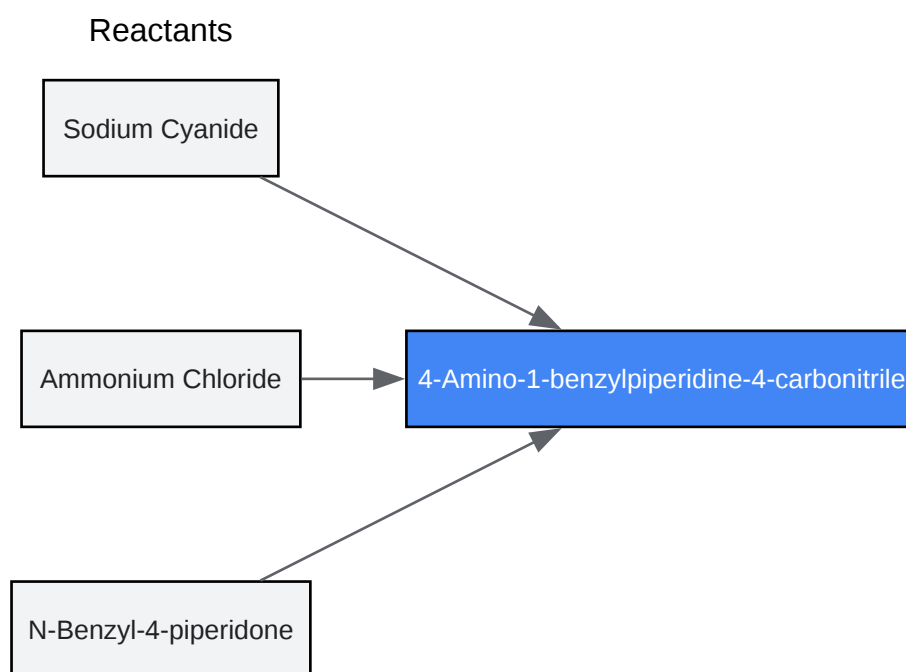 Reactants
Sodium Cyanide
Ammonium Chloride
4-Amino-1-benzylpiperidine-4-carbonitrile
N-Benzyl-4-piperidone